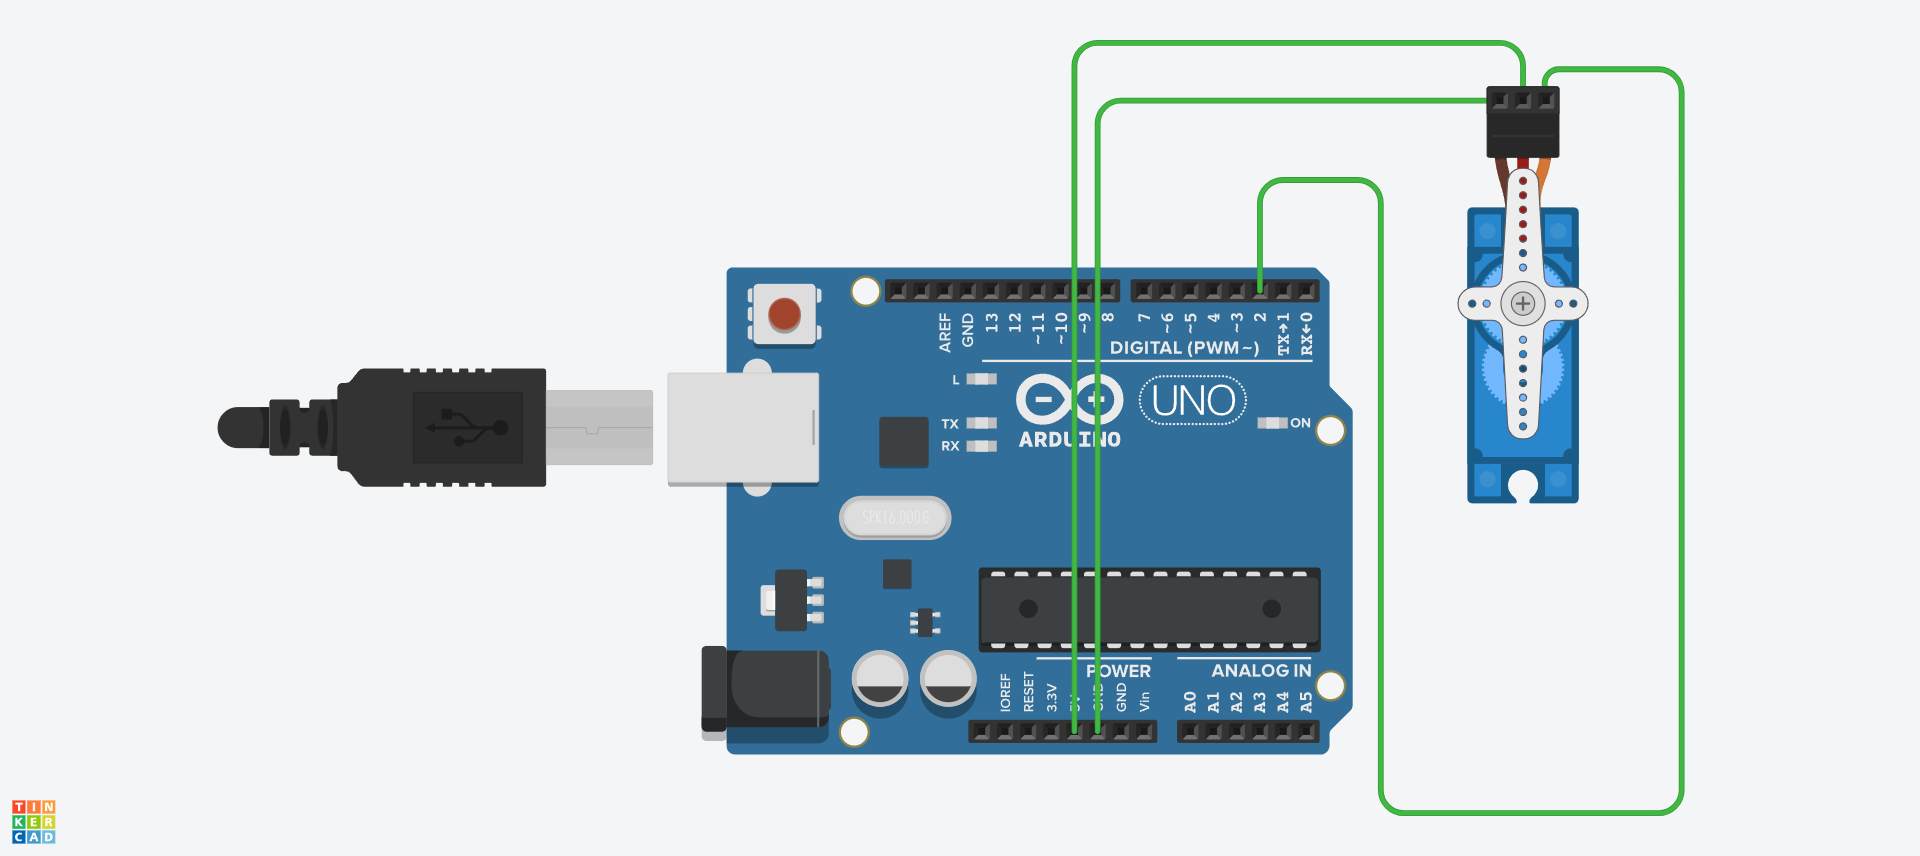 AREF
GND
13
12
~11
~10
~9
8
7
~6
~5
4
~3
2
TX→1
RX←0
DIGITAL (PWM~)
L
TX
RX
UNO
ON
ARDUINO
SPK16.000G
POWER
ANALOG IN
IOREF
RESET
3.3V
5V
GND
GND
Vin
A0
A1
A2
A3
A4
A5
TIN
KER
CAD